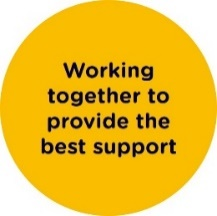 Working
together to
provide the
best support